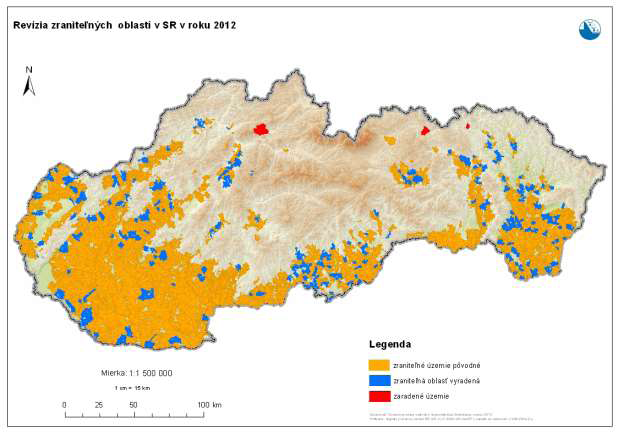 Revízia zraniteľných oblastí v SR v roku 2012
N
Mierka: 1:1 500 000
1 cm = 15 km
0 25 50 100 km
Legenda
zraniteľné územie pôvodné
zraniteľná oblasť vyradená
zaradené územie